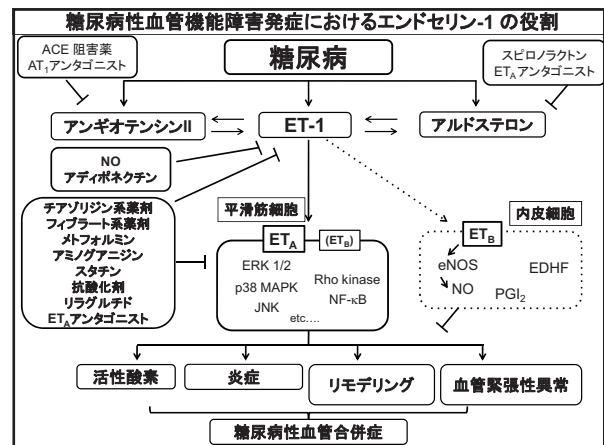 糖尿病性血管機能障害発症におけるエンドセリン-1 の役割
ACE 阻害薬
AT₁アンタゴニスト
糖尿病
スピロノラクトン
ET_Aアンタゴニスト
アンギオテンシンII
ET-1
アルドステロン
NO
アディポネクチン
チアゾリジン系薬剤
フィブラート系薬剤
メトフォルミン
アミノグアニジン
スタチン
抗酸化剤
リラグルチド
ET_Aアンタゴニスト
平滑筋細胞
ET_A
(ET_B)
ERK 1/2
p38 MAPK
JNK
Rho kinase
NF-κB
etc....
内皮細胞
ET_B
eNOS
NO
EDHF
PGI₂
活性酸素
炎症
リモデリング
血管緊張性異常
糖尿病性血管合併症